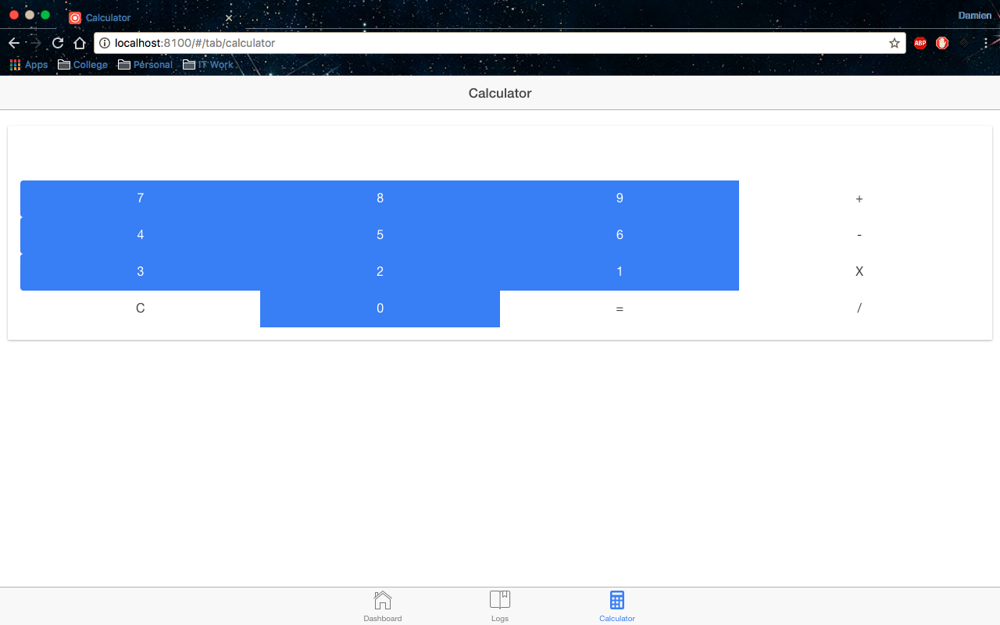 Calculator
Damien
localhost:8100/#/tab/calculator
ABP
Apps College Personal IT Work
Calculator
7 8 9 +
4 5 6 -
3 2 1 X
C 0 = /
Dashboard Logs Calculator